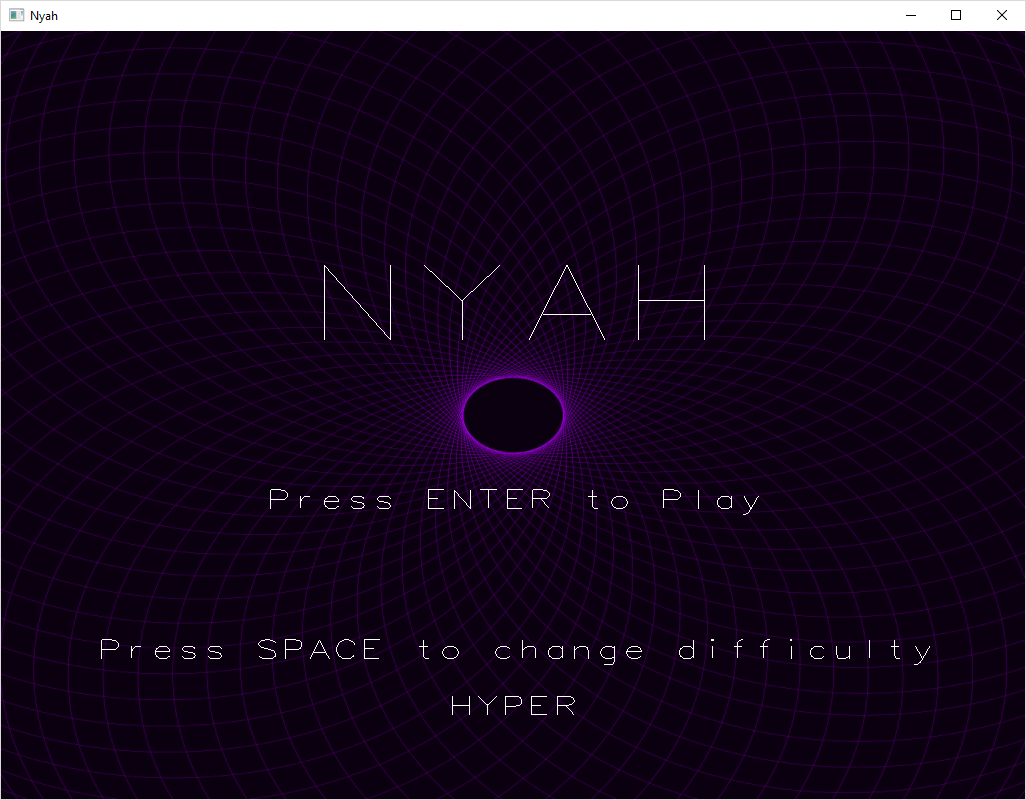 Nyah
NYAH
Press ENTER to Play
Press SPACE to change difficulty
HYPER